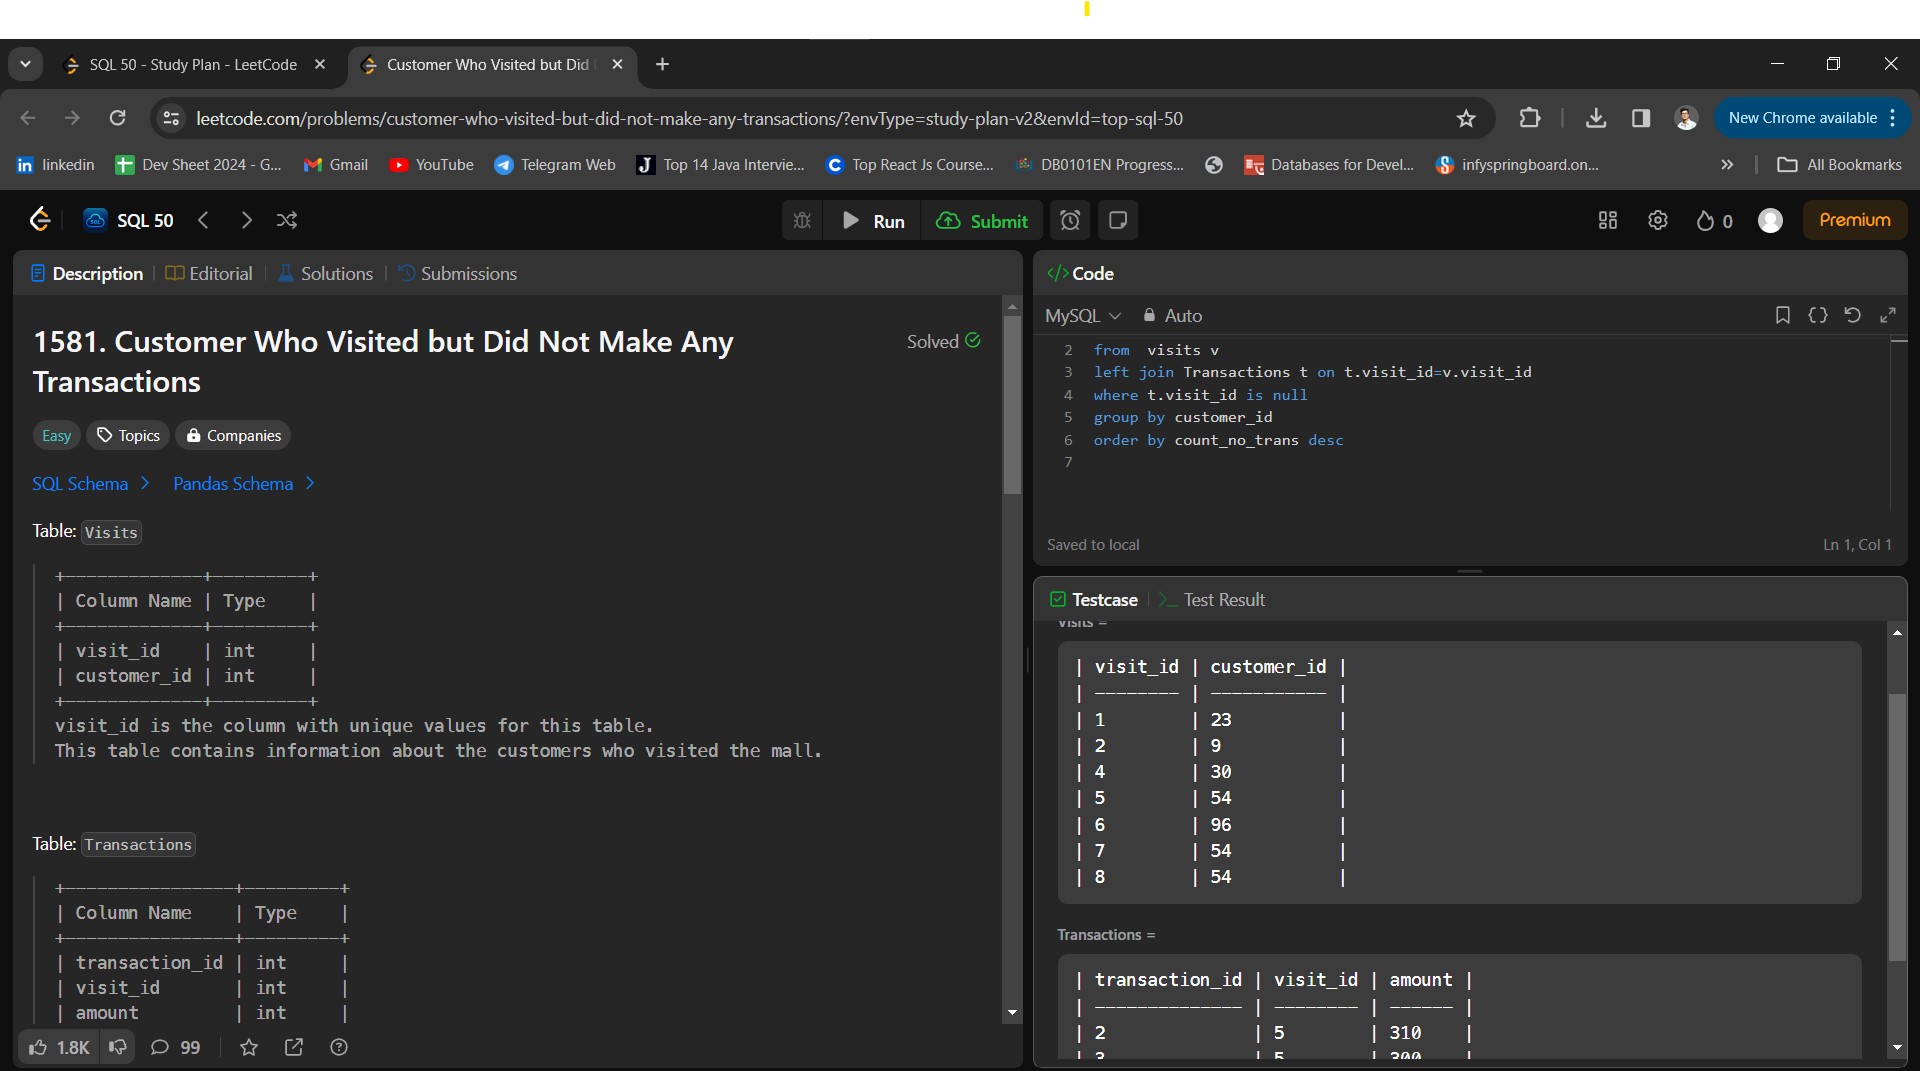 SQL 50 - Study Plan - LeetCode
Customer Who Visited but Did
leetcode.com/problems/customer-who-visited-but-did-not-make-any-transactions/?envType=study-plan-v2&envId=top-sql-50
New Chrome available
linkedin
Dev Sheet 2024 - G...
Gmail
YouTube
Telegram Web
Top 14 Java Intervie...
Top React Js Course...
DB0101EN Progress...
Databases for Devel...
infyspringboard.on...
All Bookmarks
SQL 50
Run
Submit
0
Premium
Description
Editorial
Solutions
Submissions
1581. Customer Who Visited but Did Not Make Any
Transactions
Solved
Easy
Topics
Companies
SQL Schema
Pandas Schema
Table: Visits
+-------------+---------+
| Column Name | Type    |
+-------------+---------+
| visit_id    | int     |
| customer_id | int     |
+-------------+---------+
visit_id is the column with unique values for this table.
This table contains information about the customers who visited the mall.
Table: Transactions
+----------------+---------+
| Column Name    | Type    |
+----------------+---------+
| transaction_id | int     |
| visit_id       | int     |
| amount         | int     |
1.8K
99
</> Code
MySQL
Auto
2 from  visits v
3 left join Transactions t on t.visit_id=v.visit_id
4 where t.visit_id is null
5 group by customer_id
6 order by count_no_trans desc
7
Saved to local
Ln 1, Col 1
Testcase
Test Result
Visits =
| visit_id | customer_id |
| -------- | ----------- |
| 1        | 23          |
| 2        | 9           |
| 4        | 30          |
| 5        | 54          |
| 6        | 96          |
| 7        | 54          |
| 8        | 54          |
Transactions =
| transaction_id | visit_id | amount |
| -------------- | -------- | ------ |
| 2              | 5        | 310    |
| 3              | 5        | 300    |